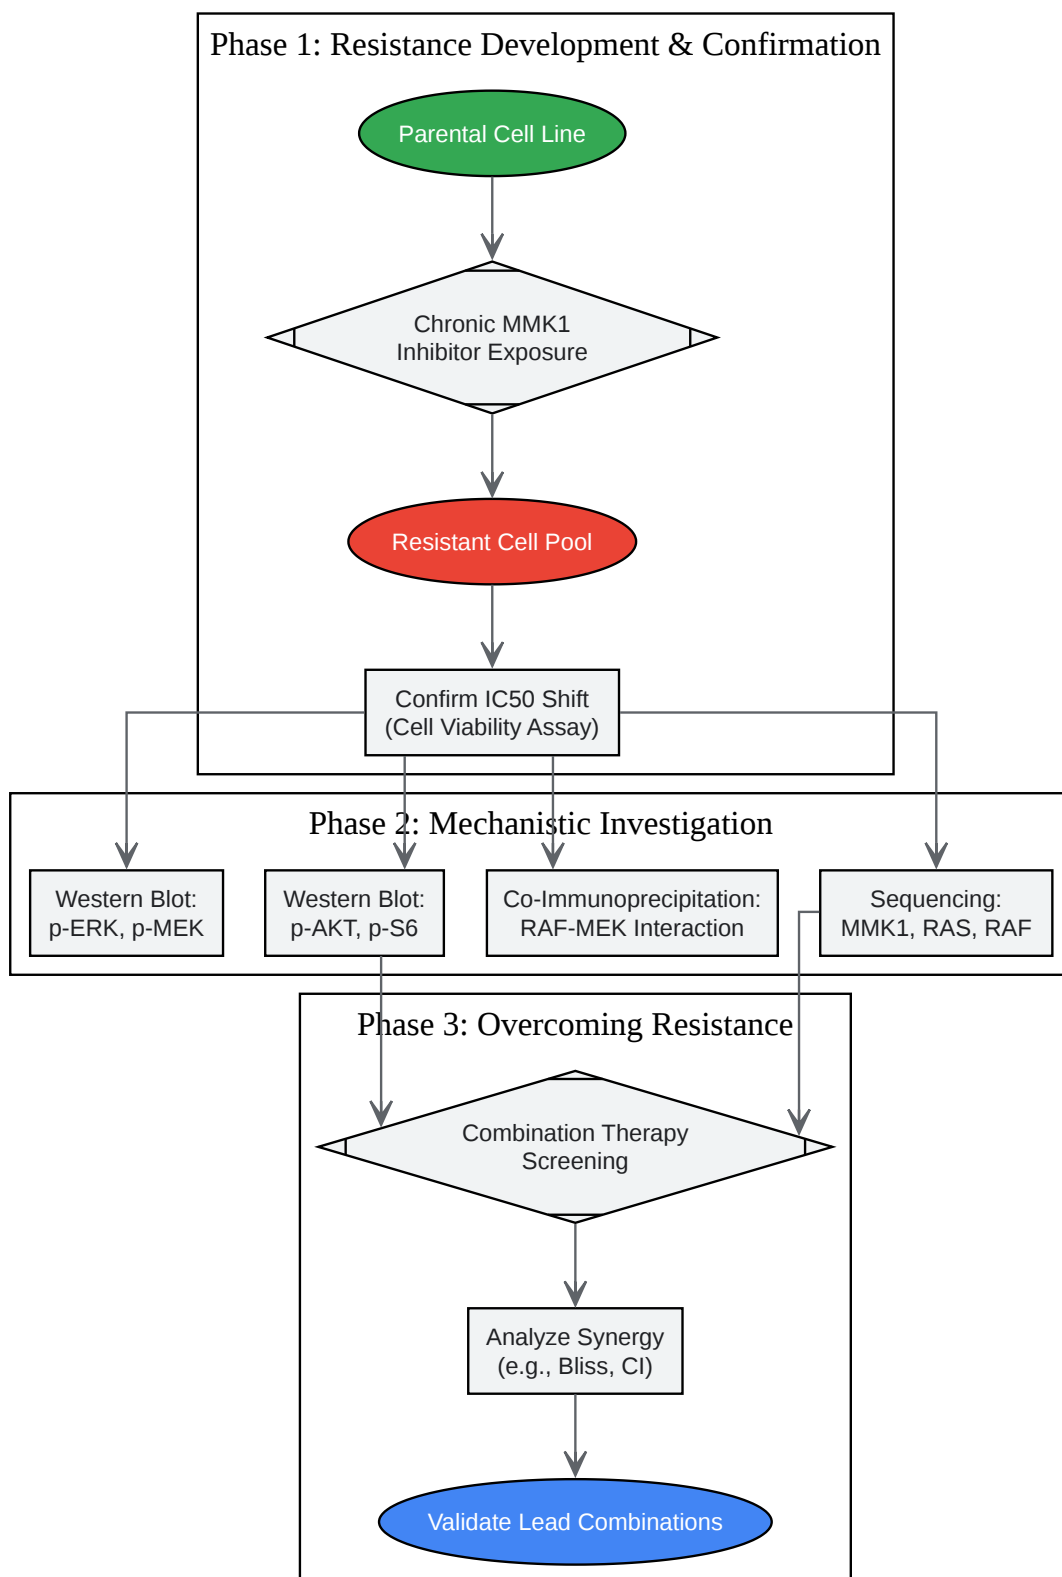 Phase 1: Resistance Development & Confirmation
Parental Cell Line
Chronic MMK1
Inhibitor Exposure
Resistant Cell Pool
Confirm IC50 Shift
(Cell Viability Assay)
Phase 2: Mechanistic Investigation
Western Blot:
p-ERK, p-MEK
Western Blot:
p-AKT, p-S6
Co-Immunoprecipitation:
RAF-MEK Interaction
Sequencing:
MMK1, RAS, RAF
Phase 3: Overcoming Resistance
Combination Therapy
Screening
Analyze Synergy
(e.g., Bliss, CI)
Validate Lead Combinations